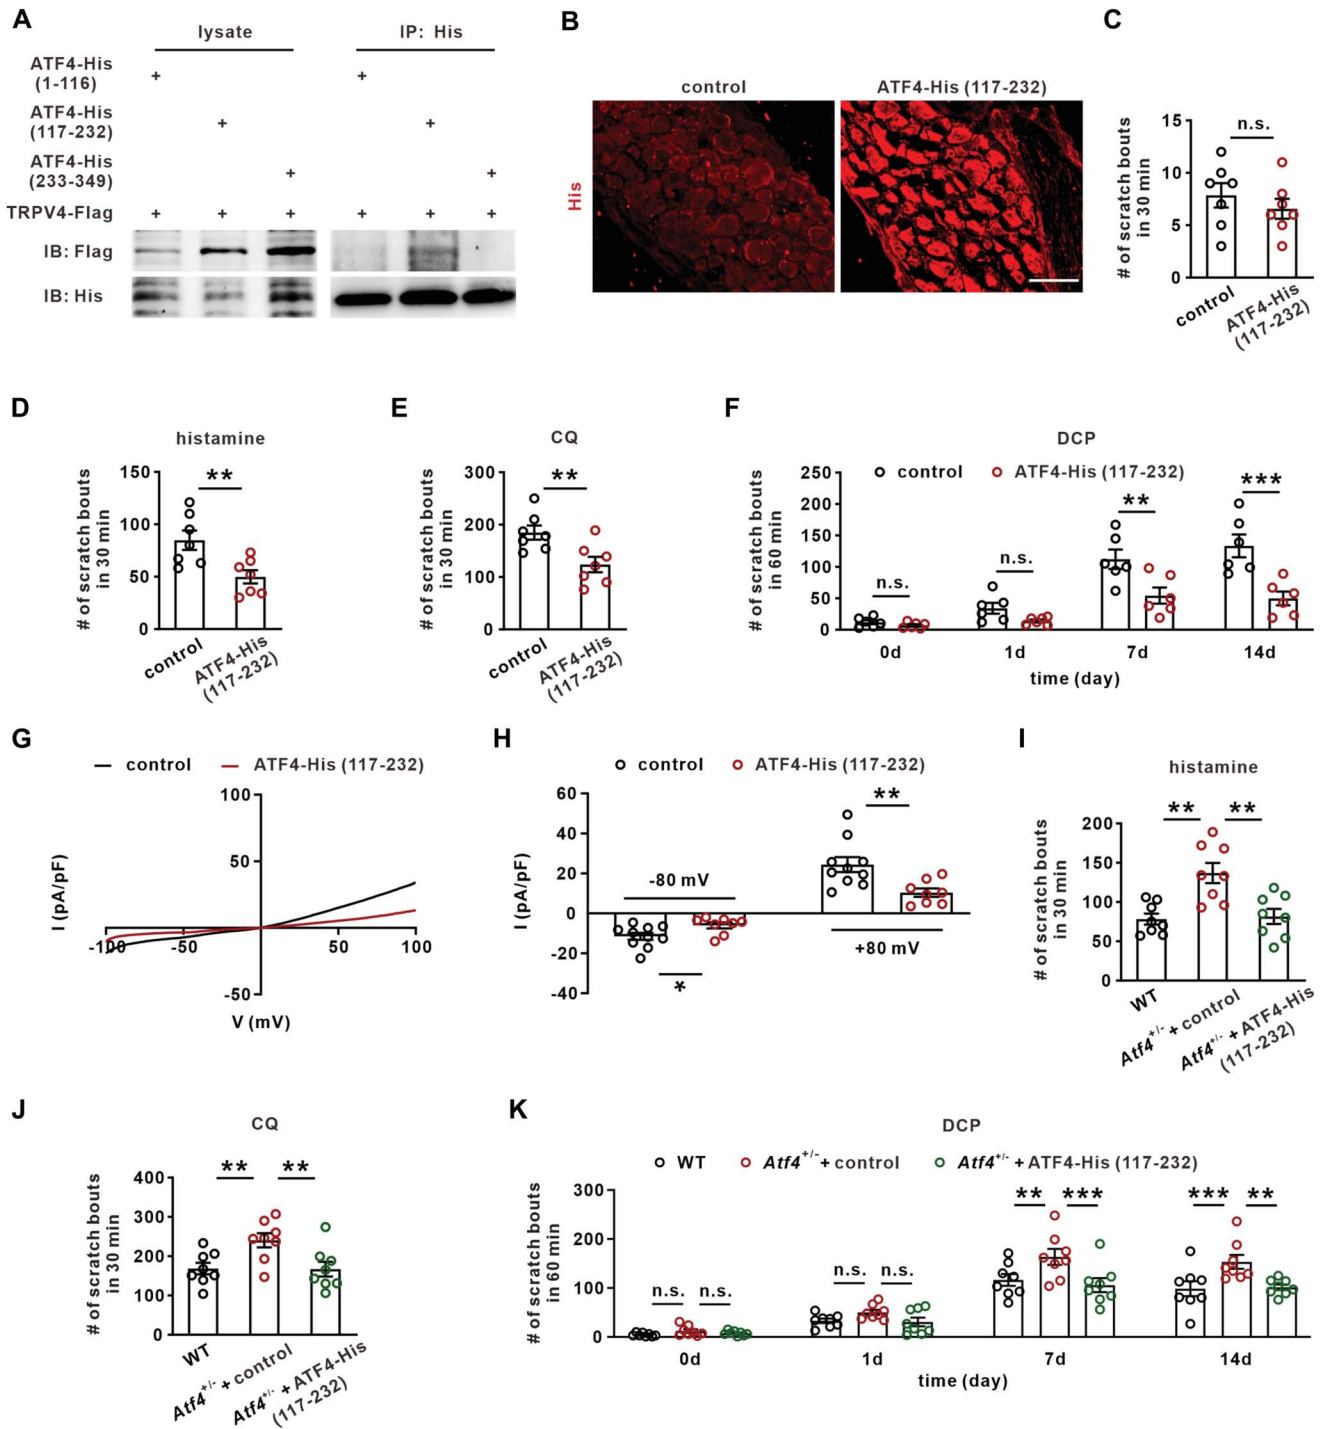 A
lysate
IP: His
ATF4-His
(1-116)
+
+
ATF4-His
(117-232)
+
+
ATF4-His
(233-349)
+
+
TRPV4-Flag
+ + + + + +
IB: Flag
IB: His
B
control
ATF4-His (117-232)
His
C
# of scratch bouts
in 30 min
15
10
5
0
n.s.
control
ATF4-His
(117-232)
D
histamine
# of scratch bouts
in 30 min
150
100
50
0
**
control
ATF4-His
(117-232)
E
CQ
# of scratch bouts
in 30 min
300
200
100
0
**
control
ATF4-His
(117-232)
F
DCP
control
ATF4-His (117-232)
# of scratch bouts
in 60 min
250
200
150
100
50
0
n.s.
n.s.
**
***
0d
1d
7d
14d
time (day)
G
control
ATF4-His (117-232)
I (pA/pF)
100
50
-50
-100
-50
50
100
V (mV)
H
control
ATF4-His (117-232)
I (pA/pF)
60
40
20
0
-20
-40
-80 mV
*
**
+80 mV
I
histamine
# of scratch bouts
in 30 min
200
150
100
50
0
**
**
WT
Atf4+/- + control
Atf4+/- + ATF4-His
(117-232)
J
CQ
# of scratch bouts
in 30 min
400
300
200
100
0
**
**
WT
Atf4+/- + control
Atf4+/- + ATF4-His
(117-232)
K
DCP
WT
Atf4+/- + control
Atf4+/- + ATF4-His (117-232)
# of scratch bouts
in 60 min
300
200
100
0
n.s.
n.s.
n.s.
n.s.
**
***
***
**
0d
1d
7d
14d
time (day)